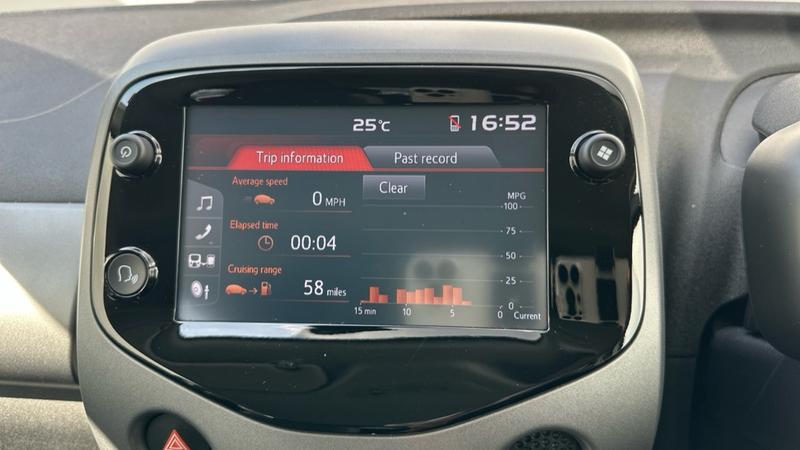 25°C
16:52
Trip information
Past record
Average speed
0 MPH
Clear
MPG
100
75
50
25
0
Elapsed time
00:04
Cruising range
58 miles
15 min
10
5
0
Current